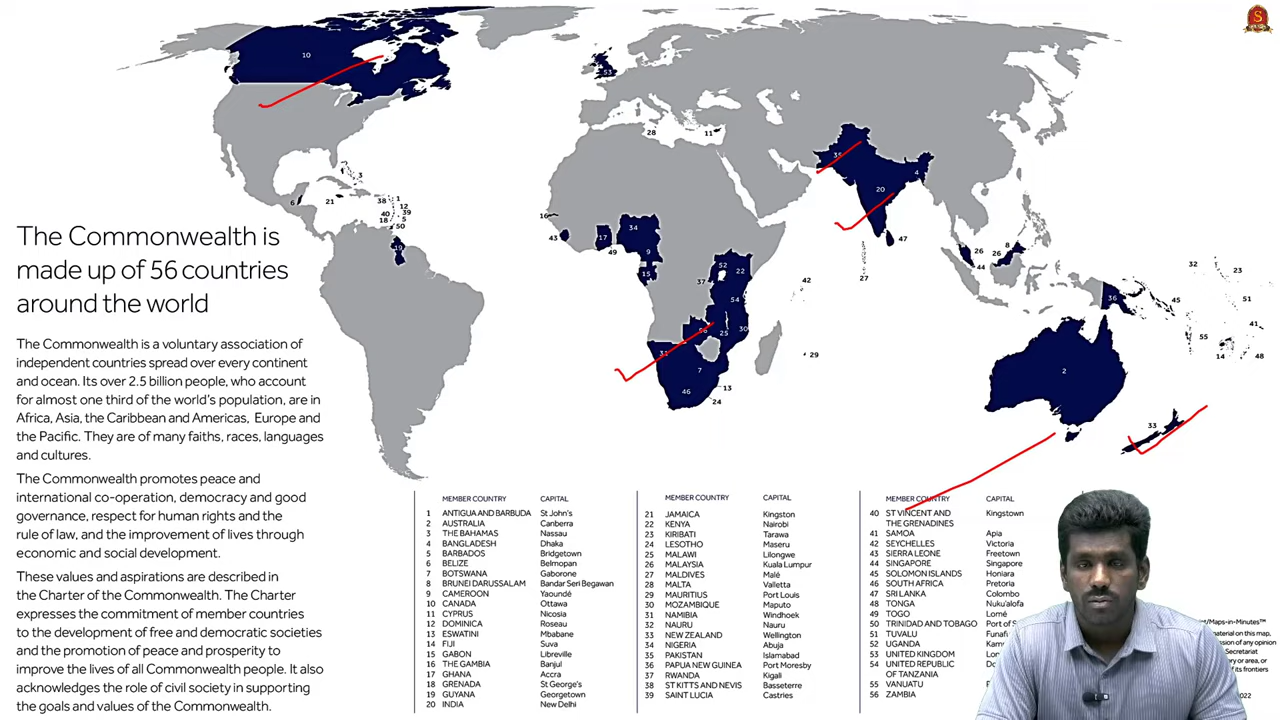 The Commonwealth is
made up of 56 countries
around the world
The Commonwealth is a voluntary association of
independent countries spread over every continent
and ocean. Its over 2.5 billion people, who account
for almost one third of the world's population, are in
Africa, Asia, the Caribbean and Americas, Europe and
the Pacific. They are of many faiths, races, languages
and cultures.
The Commonwealth promotes peace and
international co-operation, democracy and good
governance, respect for human rights and the
rule of law, and the improvement of lives through
economic and social development.
These values and aspirations are described in
the Charter of the Commonwealth. The Charter
expresses the commitment of member countries
to the development of free and democratic societies
and the promotion of peace and prosperity to
improve the lives of all Commonwealth people. It also
acknowledges the role of civil society in supporting
the goals and values of the Commonwealth.
MEMBER COUNTRY CAPITAL
1 ANTIGUA AND BARBUDA St John's
2 AUSTRALIA Canberra
3 THE BAHAMAS Nassau
4 BANGLADESH Dhaka
5 BARBADOS Bridgetown
6 BELIZE Belmopan
7 BOTSWANA Gaborone
8 BRUNEI DARUSSALAM Bandar Seri Begawan
9 CAMEROON Yaoundé
10 CANADA Ottawa
11 CYPRUS Nicosia
12 DOMINICA Roseau
13 ESWATINI Mbabane
14 FIJI Suva
15 GABON Libreville
16 THE GAMBIA Banjul
17 GHANA Accra
18 GRENADA St George's
19 GUYANA Georgetown
20 INDIA New Delhi
MEMBER COUNTRY CAPITAL
21 JAMAICA Kingston
22 KENYA Nairobi
23 KIRIBATI Tarawa
24 LESOTHO Maseru
25 MALAWI Lilongwe
26 MALAYSIA Kuala Lumpur
27 MALDIVES Malé
28 MALTA Valletta
29 MAURITIUS Port Louis
30 MOZAMBIQUE Maputo
31 NAMIBIA Windhoek
32 NAURU Nauru
33 NEW ZEALAND Wellington
34 NIGERIA Abuja
35 PAKISTAN Islamabad
36 PAPUA NEW GUINEA Port Moresby
37 RWANDA Kigali
38 ST KITTS AND NEVIS Basseterre
39 SAINT LUCIA Castries
MEMBER COUNTRY CAPITAL
40 ST VINCENT AND Kingstown
THE GRENADINES
41 SAMOA Apia
42 SEYCHELLES Victoria
43 SIERRA LEONE Freetown
44 SINGAPORE Singapore
45 SOLOMON ISLANDS Honiara
46 SOUTH AFRICA Pretoria
47 SRI LANKA Colombo
48 TONGA Nuku'alofa
49 TOGO Lomé
50 TRINIDAD AND TOBAGO Port of
51 TUVALU
52 UGANDA
53 UNITED KINGDOM
54 UNITED REPUBLIC
OF TANZANIA
55 VANUATU
56 ZAMBIA